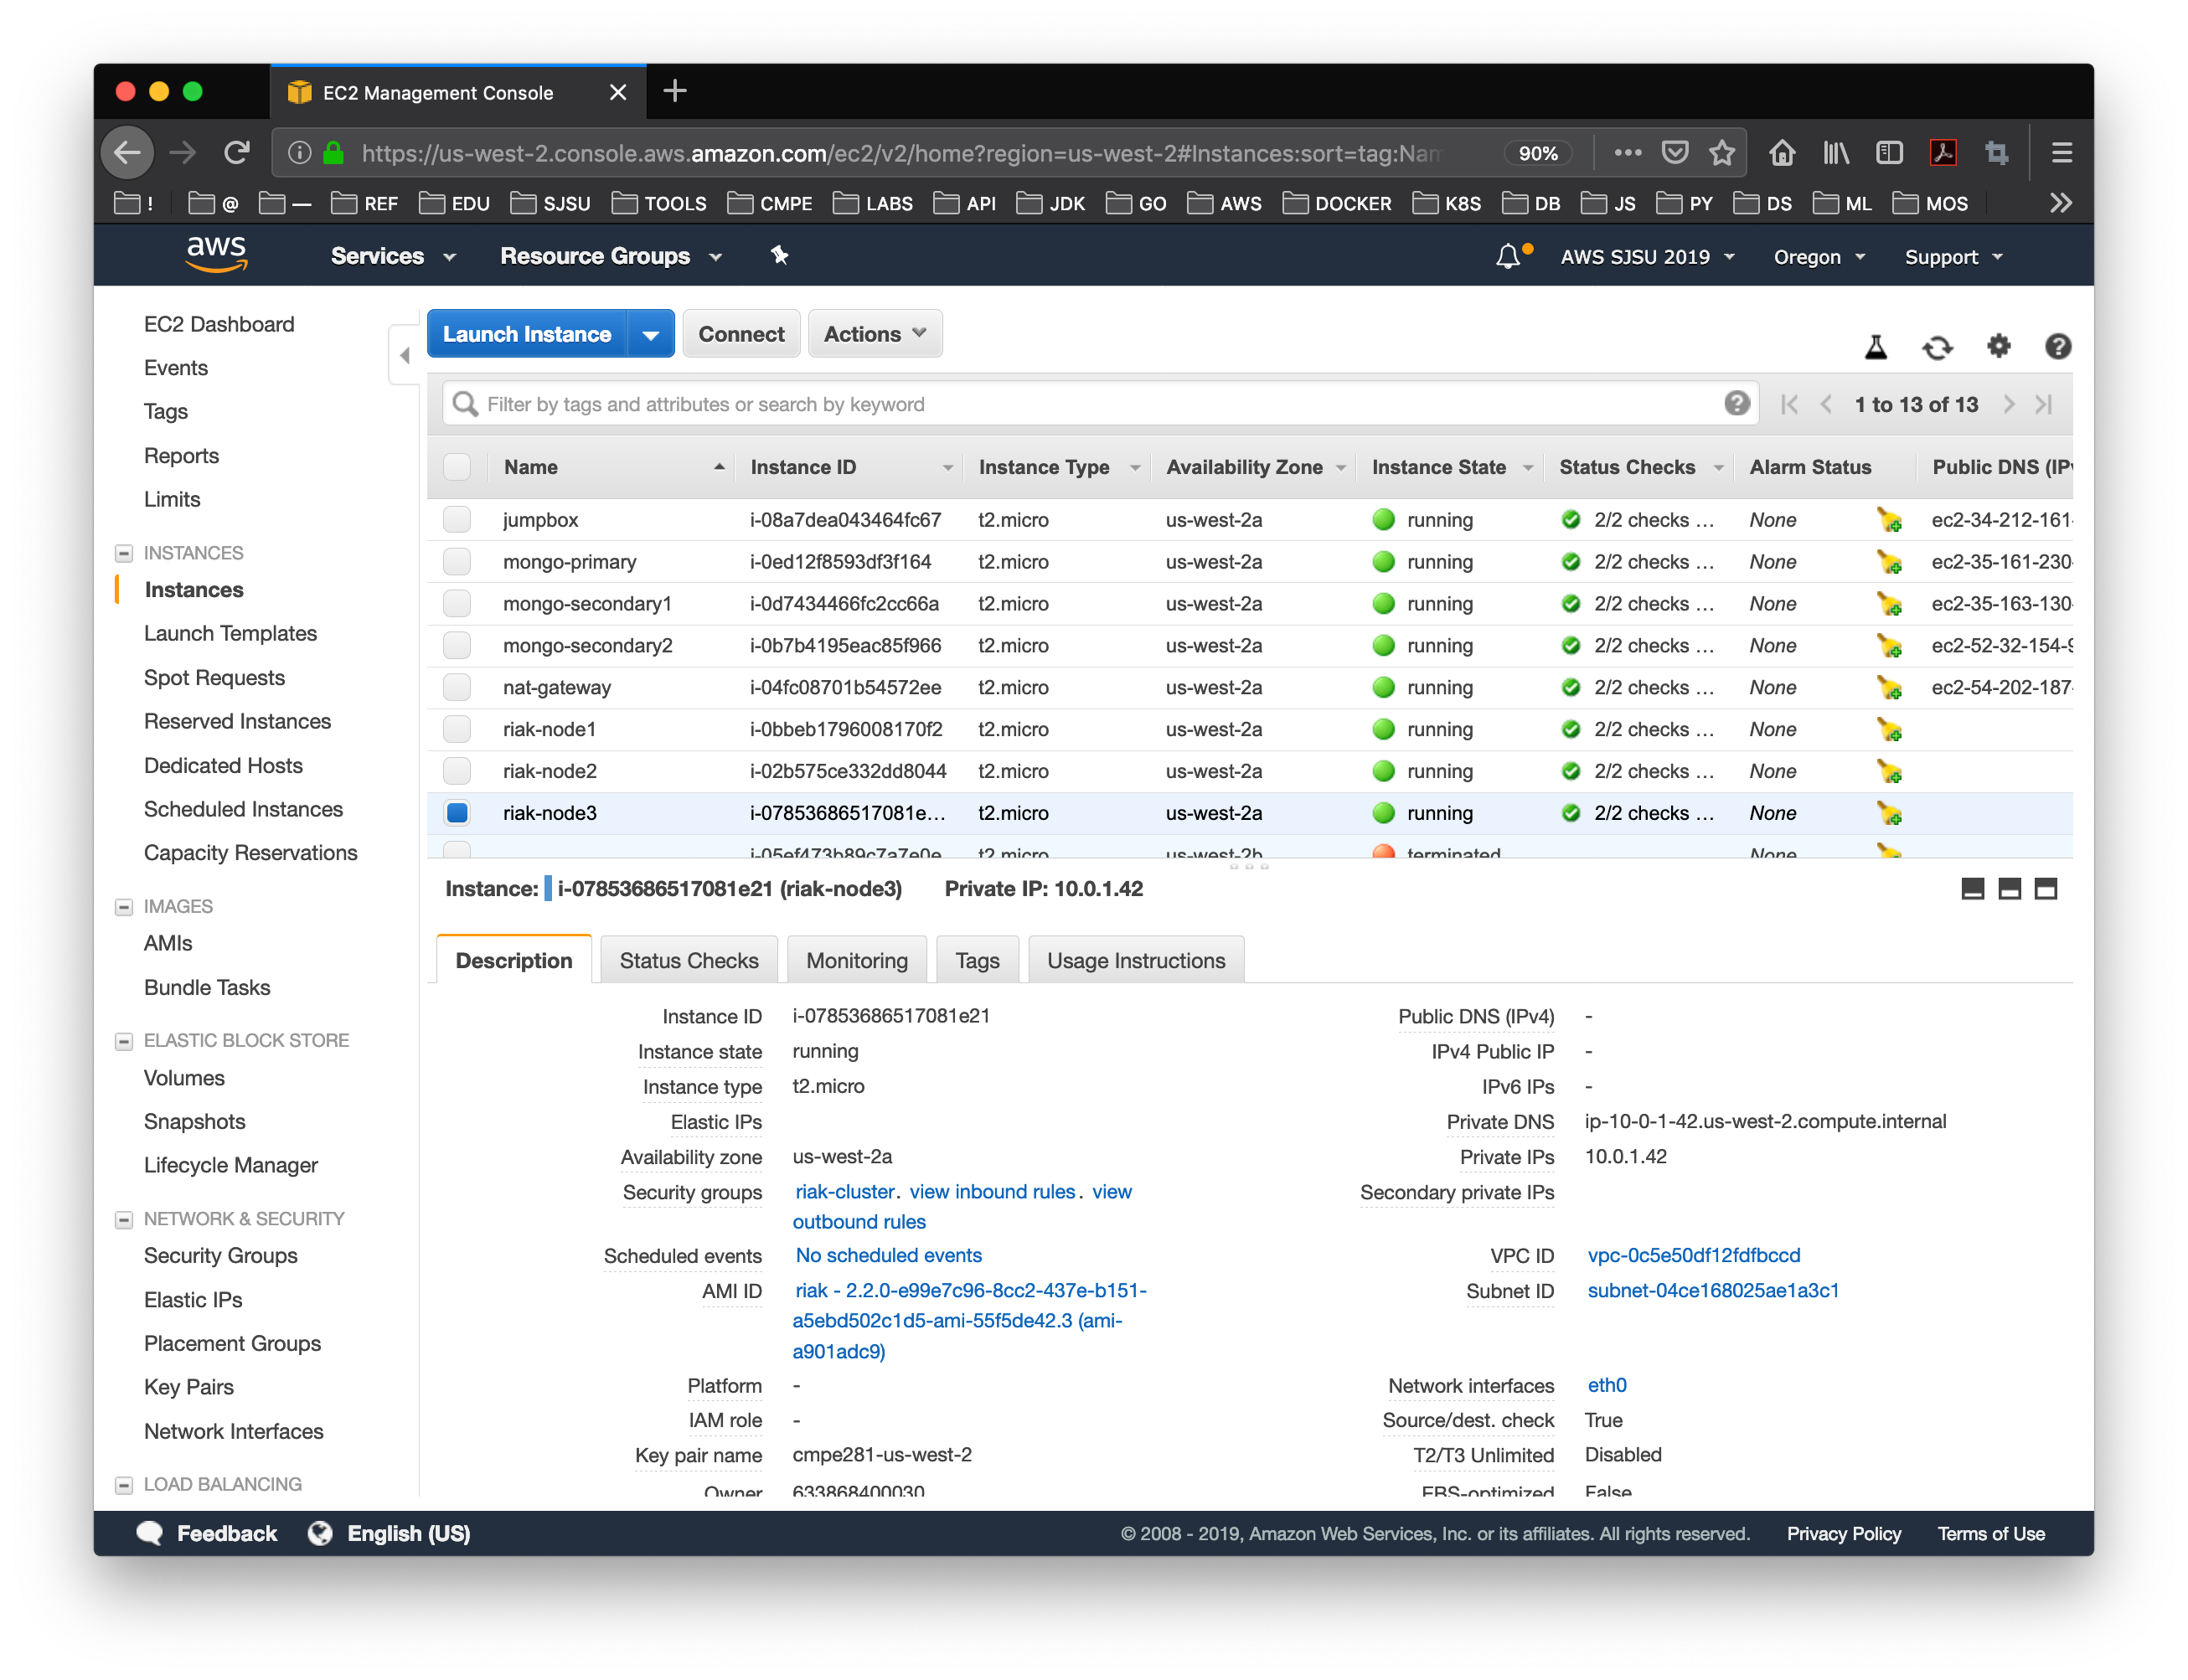 EC2 Management Console
https://us-west-2.console.aws.amazon.com/ec2/v2/home?region=us-west-2#Instances:sort=tag:Nam 90%
! @ — REF EDU SJSU TOOLS CMPE LABS API JDK GO AWS DOCKER K8S DB JS PY DS ML MOS
aws Services Resource Groups AWS SJSU 2019 Oregon Support
EC2 Dashboard
Events
Tags
Reports
Limits
INSTANCES
Instances
Launch Templates
Spot Requests
Reserved Instances
Dedicated Hosts
Scheduled Instances
Capacity Reservations
IMAGES
AMIs
Bundle Tasks
ELASTIC BLOCK STORE
Volumes
Snapshots
Lifecycle Manager
NETWORK & SECURITY
Security Groups
Elastic IPs
Placement Groups
Key Pairs
Network Interfaces
LOAD BALANCING
Launch Instance Connect Actions
Filter by tags and attributes or search by keyword 1 to 13 of 13
Name Instance ID Instance Type Availability Zone Instance State Status Checks Alarm Status Public DNS (IPv
jumpbox i-08a7dea043464fc67 t2.micro us-west-2a running 2/2 checks ... None ec2-34-212-161-
mongo-primary i-0ed12f8593df3f164 t2.micro us-west-2a running 2/2 checks ... None ec2-35-161-230-
mongo-secondary1 i-0d7434466fc2cc66a t2.micro us-west-2a running 2/2 checks ... None ec2-35-163-130-
mongo-secondary2 i-0b7b4195eac85f966 t2.micro us-west-2a running 2/2 checks ... None ec2-52-32-154-9
nat-gateway i-04fc08701b54572ee t2.micro us-west-2a running 2/2 checks ... None ec2-54-202-187-
riak-node1 i-0bbeb1796008170f2 t2.micro us-west-2a running 2/2 checks ... None
riak-node2 i-02b575ce332dd8044 t2.micro us-west-2a running 2/2 checks ... None
riak-node3 i-07853686517081e... t2.micro us-west-2a running 2/2 checks ... None
i-05ef473b89c7a7e0e t2.micro us-west-2b terminated None
Instance: i-07853686517081e21 (riak-node3) Private IP: 10.0.1.42
Description Status Checks Monitoring Tags Usage Instructions
Instance ID i-07853686517081e21 Public DNS (IPv4) -
Instance state running IPv4 Public IP -
Instance type t2.micro IPv6 IPs -
Elastic IPs Private DNS ip-10-0-1-42.us-west-2.compute.internal
Availability zone us-west-2a Private IPs 10.0.1.42
Security groups riak-cluster. view inbound rules. view Secondary private IPs
outbound rules
Scheduled events No scheduled events VPC ID vpc-0c5e50df12fdfbccd
AMI ID riak - 2.2.0-e99e7c96-8cc2-437e-b151- Subnet ID subnet-04ce168025ae1a3c1
a5ebd502c1d5-ami-55f5de42.3 (ami-
a901adc9)
Platform - Network interfaces eth0
IAM role - Source/dest. check True
Key pair name cmpe281-us-west-2 T2/T3 Unlimited Disabled
Owner 633868400030 EBS-optimized False
Feedback English (US) © 2008 - 2019, Amazon Web Services, Inc. or its affiliates. All rights reserved. Privacy Policy Terms of Use